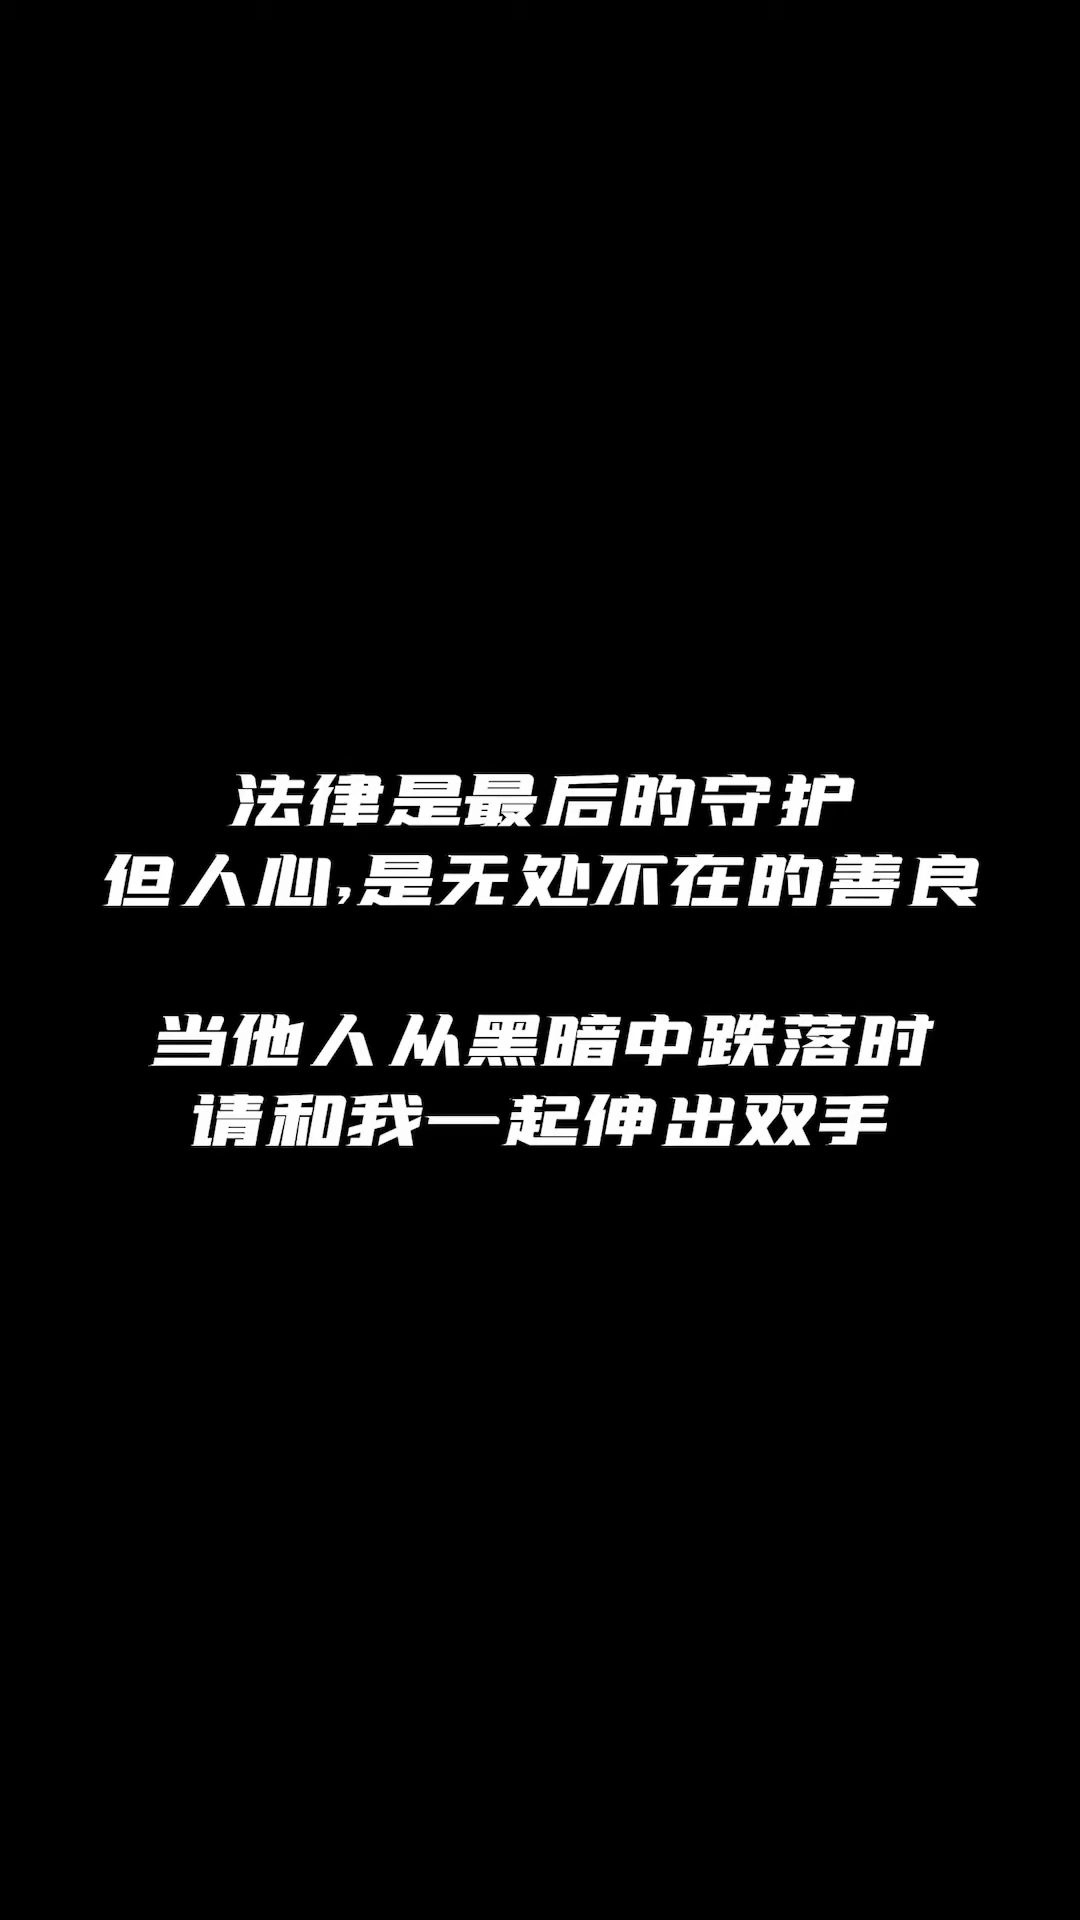 法律是最后的守护
但人心,是无处不在的善良
当他人从黑暗中跌落时
请和我一起伸出双手